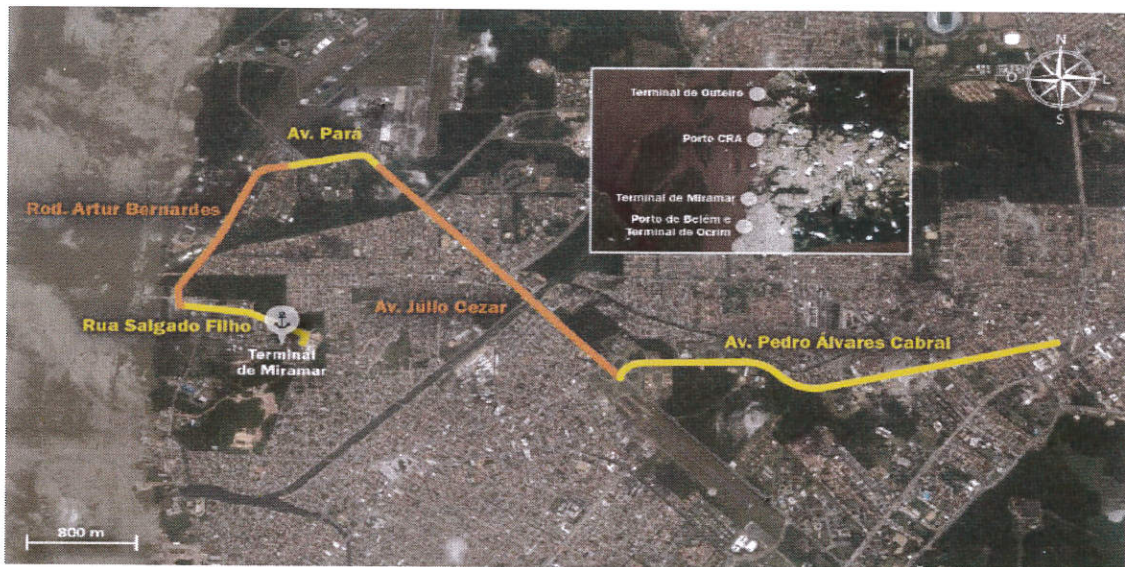 N
O
L
S
Terminal de Outeiro
Porto CRA
Terminal de Miramar
Porto de Belém e
Terminal de Ocrim
Av. Pará
Rod. Artur Bernardes
Av. Júlio Cezar
Rua Salgado Filho
Terminal
de Miramar
Av. Pedro Álvares Cabral
800 m